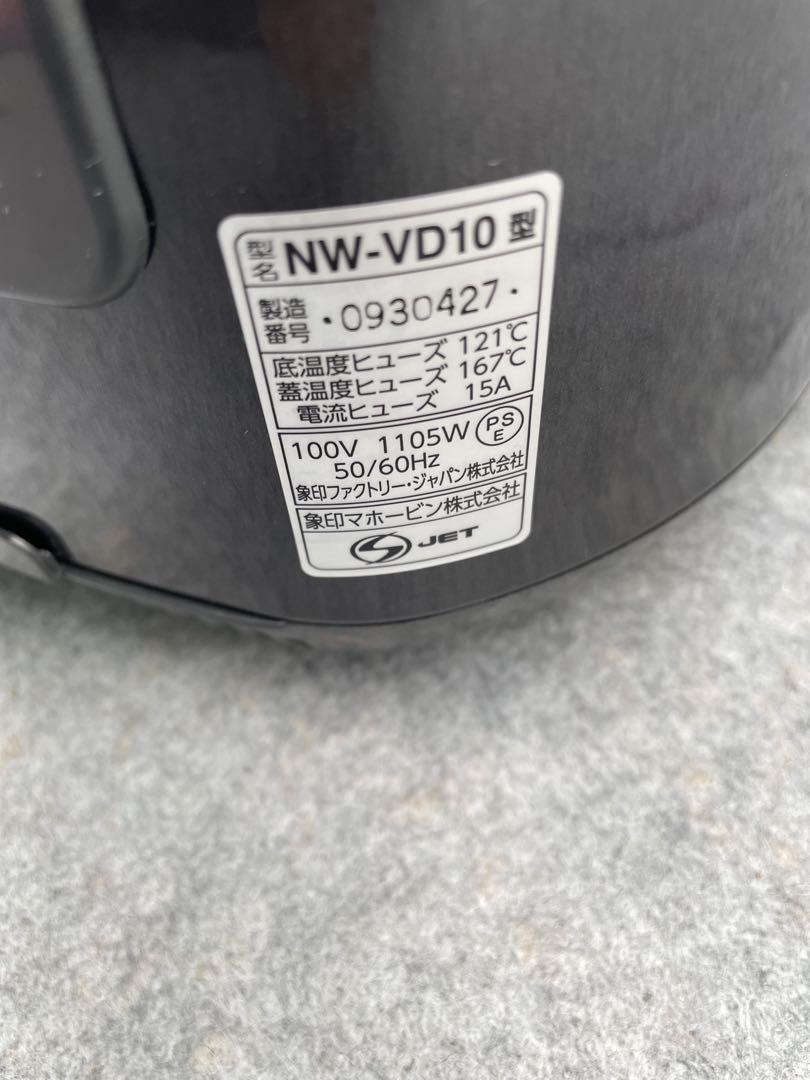 型名 NW-VD10 型
製造番号 ・0930427・
底温度ヒューズ 121℃
蓋温度ヒューズ 167℃
電流ヒューズ 15A
100V 1105W PSE
50/60Hz
象印ファクトリー・ジャパン株式会社
象印マホービン株式会社
JET